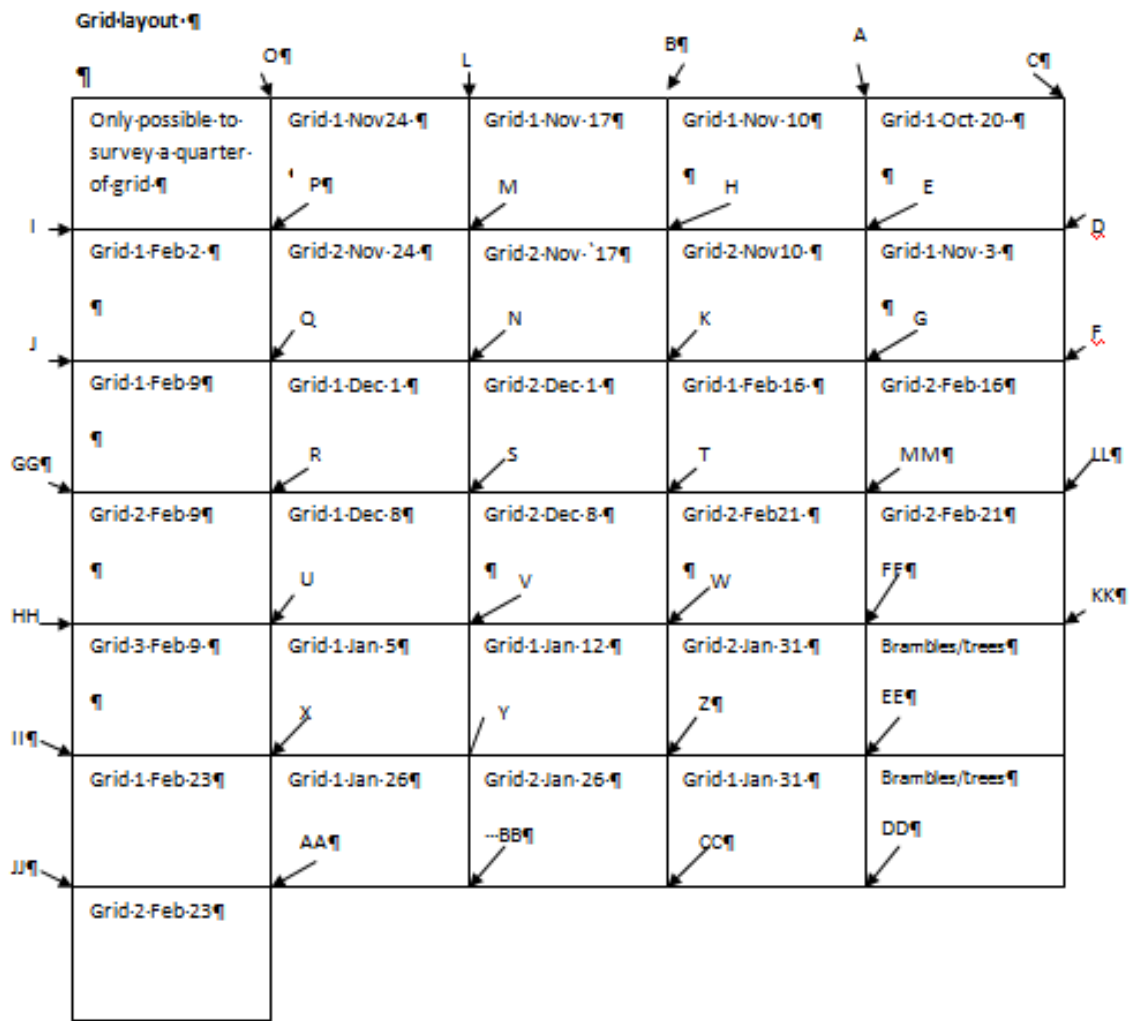 Grid·layout·¶
O¶ L B¶ A C¶
¶
Only·possible·to· Grid·1·Nov24·¶ Grid·1·Nov·17¶ Grid·1·Nov·10¶ Grid·1·Oct·20··¶
survey·a·quarter·
of·grid·¶ P¶ M ¶ H ¶ E
I D
Grid·1·Feb·2·¶ Grid·2·Nov·24·¶ Grid·2·Nov·`17¶ Grid·2·Nov10·¶ Grid·1·Nov·3·¶
¶ Q N K ¶ G
J F
Grid·1·Feb·9¶ Grid·1·Dec·1·¶ Grid·2·Dec·1¶ Grid·1·Feb·16·¶ Grid·2·Feb·16¶
¶ R S T MM¶ LL¶
GG¶
Grid·2·Feb·9¶ Grid·1·Dec·8¶ Grid·2·Dec·8·¶ Grid·2·Feb21·¶ Grid·2·Feb·21¶
¶ U ¶ V ¶ W FF¶ KK¶
HH
Grid·3·Feb·9·¶ Grid·1·Jan·5¶ Grid·1·Jan·12·¶ Grid·2·Jan·31·¶ Brambles/trees
¶ X Y Z¶ EE¶
II¶
Grid·1·Feb·23¶ Grid·1·Jan·26¶ Grid·2·Jan·26·¶ Grid·1·Jan·31·¶ Brambles/trees¶
AA¶ ···BB¶ CC¶ DD¶
JJ¶
Grid·2·Feb·23¶